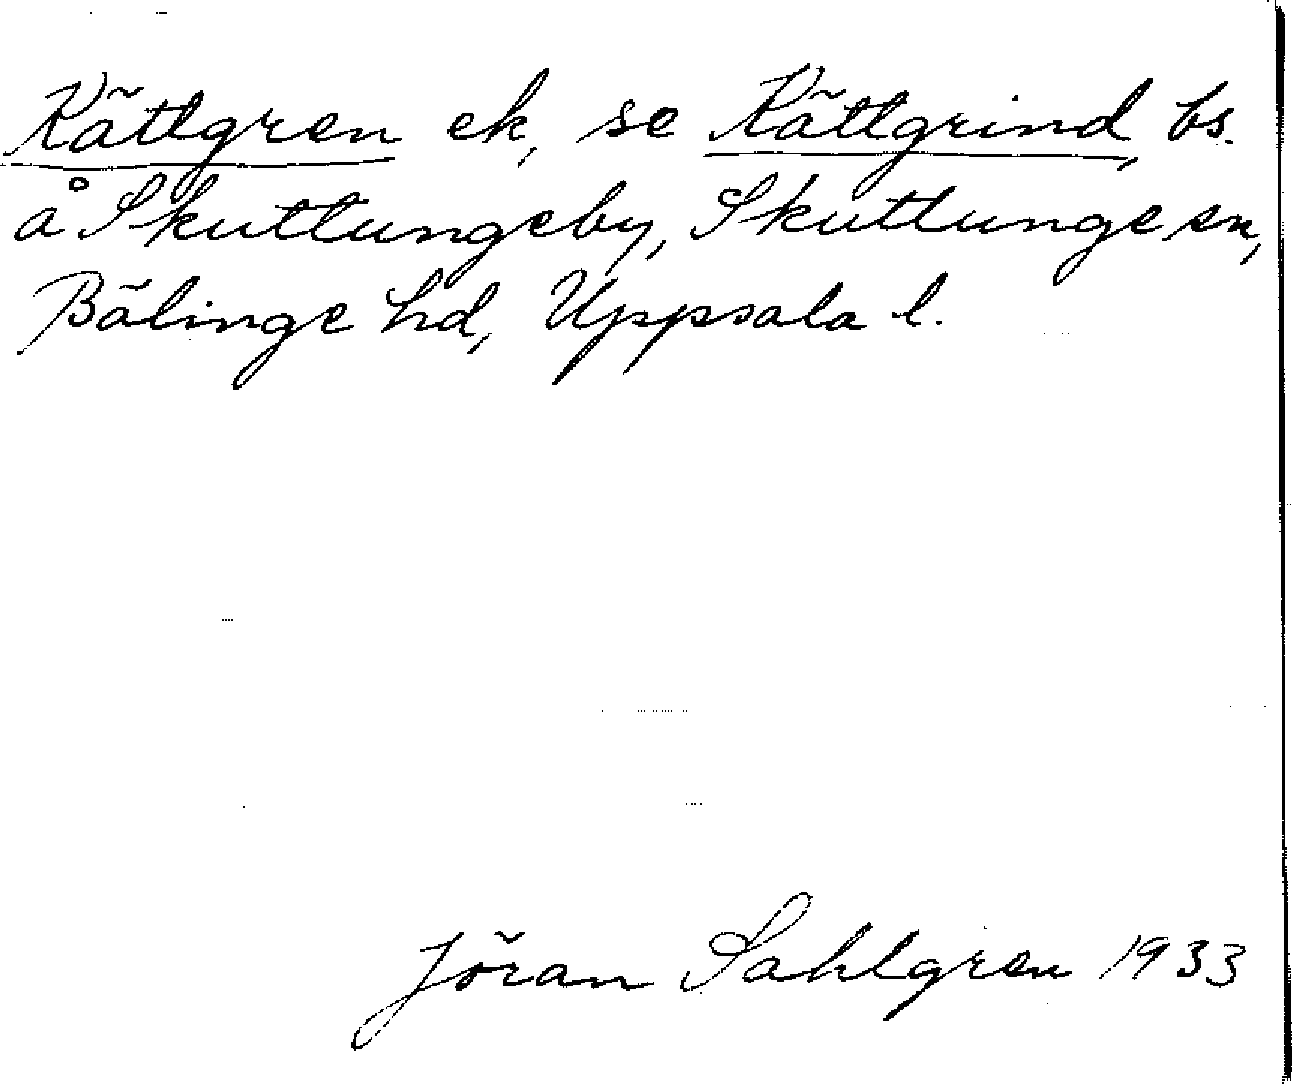 Kättgren ek, se Kättgrind, bs.
å Skuttungeby, Skuttunge sn,
Bälinge hd, Uppsala l.
Jöran Sahlgren 1933